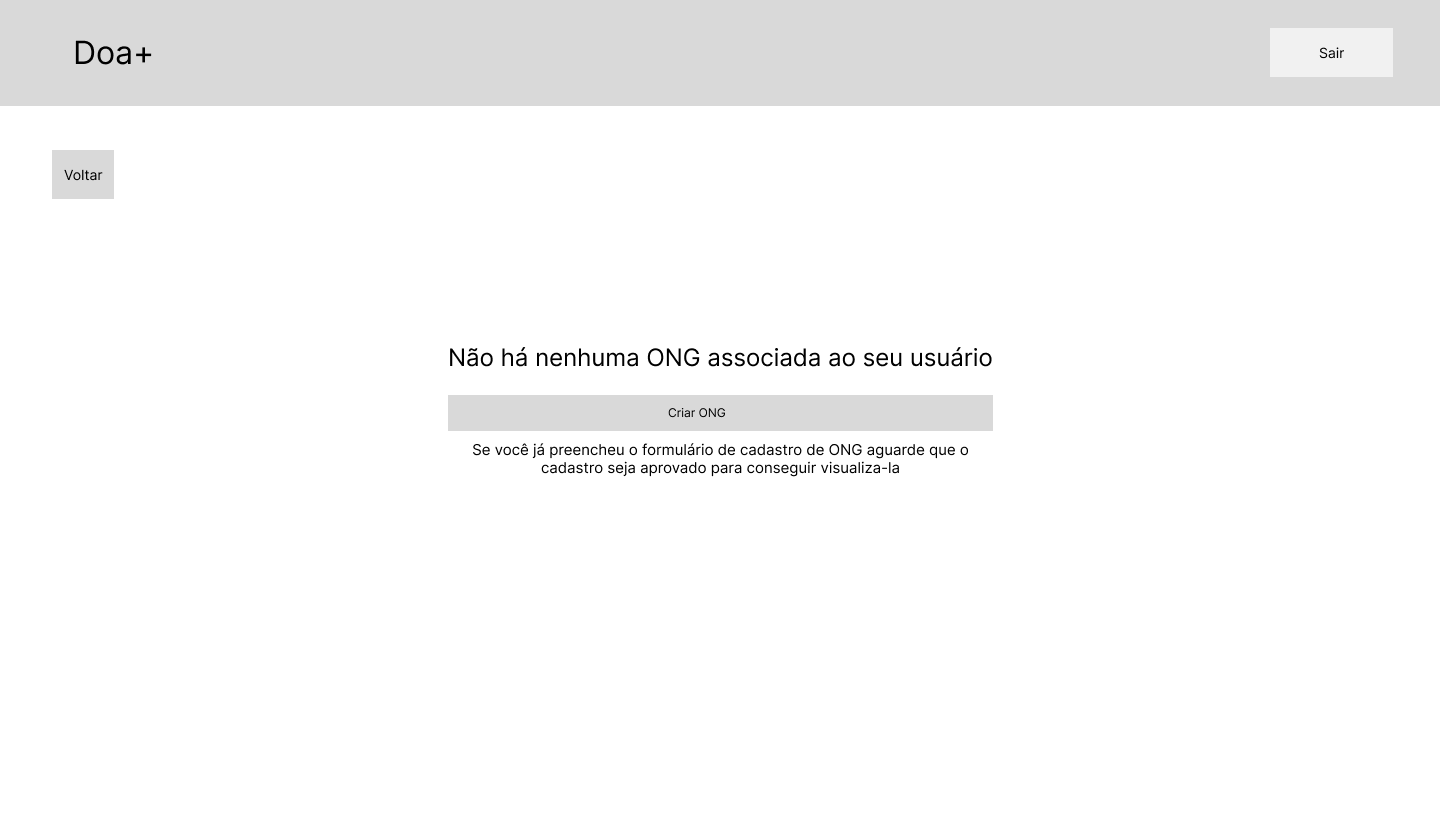 Doa+
Sair
Voltar
Não há nenhuma ONG associada ao seu usuário
Criar ONG
Se você já preencheu o formulário de cadastro de ONG aguarde que o
cadastro seja aprovado para conseguir visualiza-la